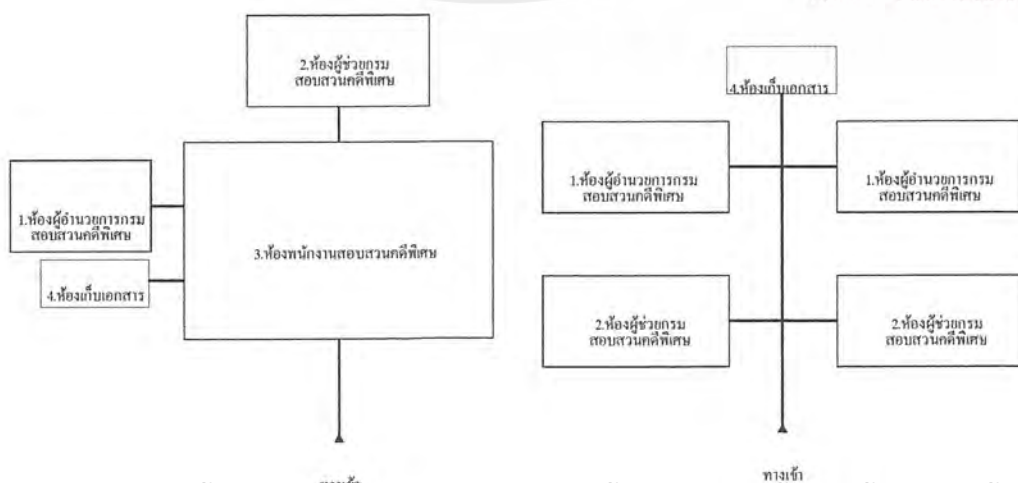 2.ห้องผู้ช่วยกรม
สอบสวนคดีพิเศษ
1.ห้องผู้อำนวยการกรม
สอบสวนคดีพิเศษ
3.ห้องพนักงานสอบสวนคดีพิเศษ
4.ห้องเก็บเอกสาร
4.ห้องเก็บเอกสาร
1.ห้องผู้อำนวยการกรม
สอบสวนคดีพิเศษ
1.ห้องผู้อำนวยการกรม
สอบสวนคดีพิเศษ
2.ห้องผู้ช่วยกรม
สอบสวนคดีพิเศษ
2.ห้องผู้ช่วยกรม
สอบสวนคดีพิเศษ
ทางเข้า